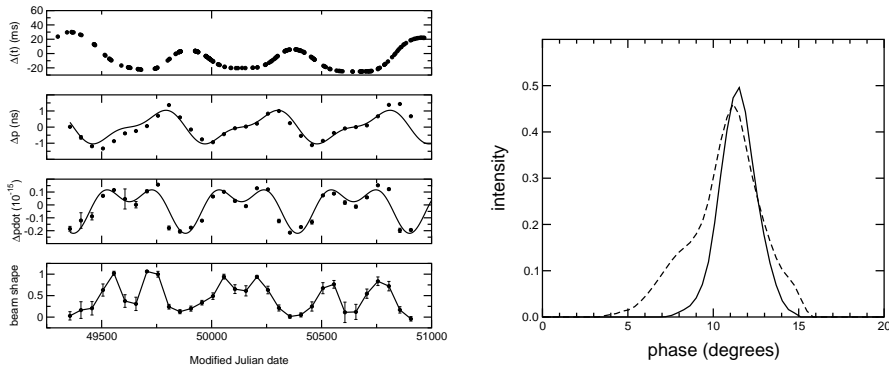 Δ(t) (ms)
60
40
20
0
-20
Δp (ns)
1
0
-1
Δpdot (10^-15)
0.1
0
-0.2
beam shape
1
0.5
0
49500 50000 50500 51000
Modified Julian date
intensity
0.5
0.4
0.3
0.2
0.1
0.0
0 5 10 15 20
phase (degrees)